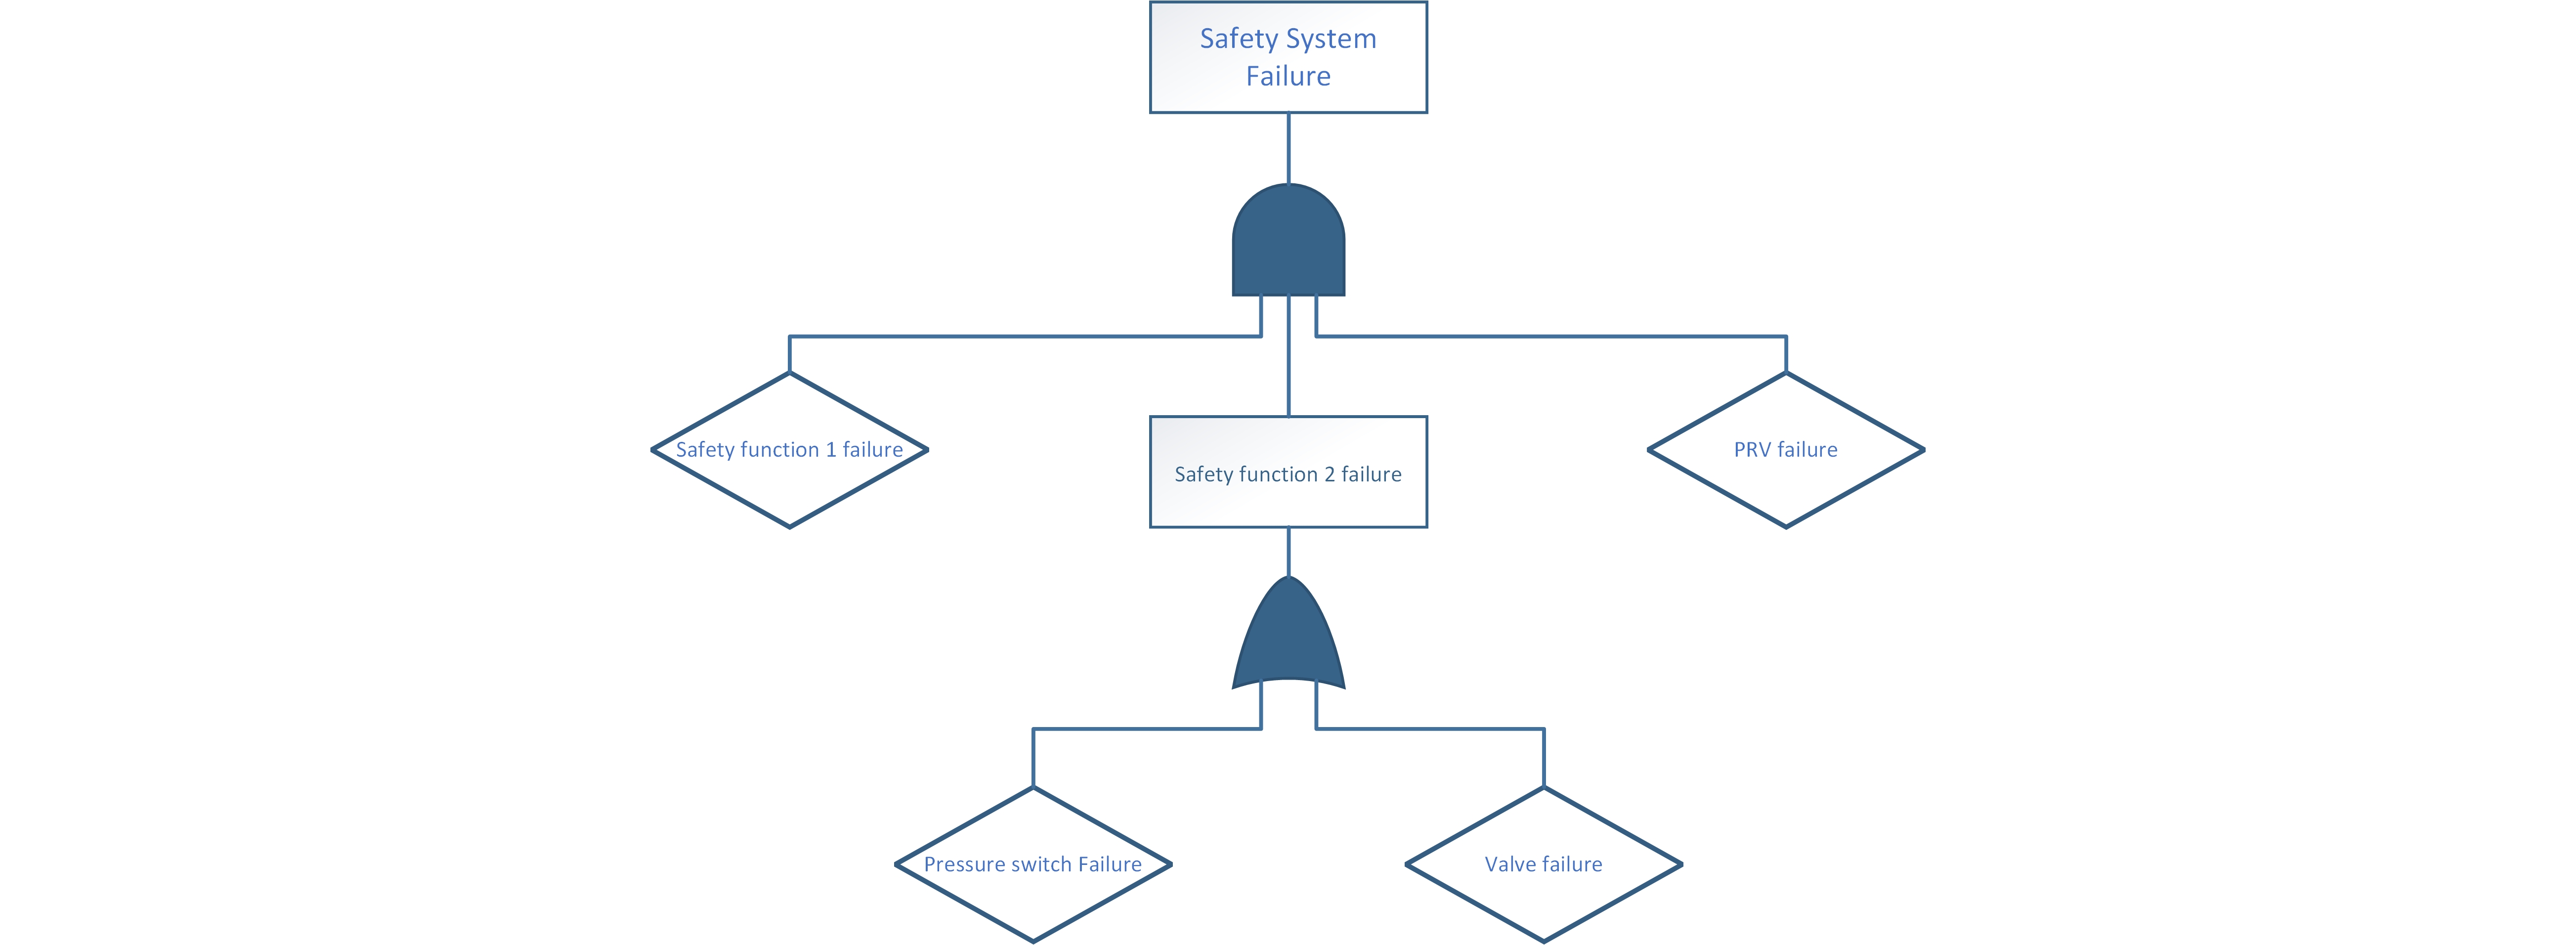 Safety System
Failure
Safety function 1 failure
PRV failure
Safety function 2 failure
Pressure switch Failure
Valve failure